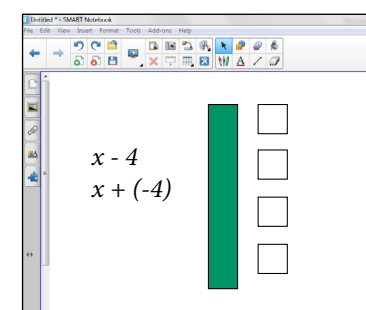 Untitled * - SMART Notebook
File Edit View Insert Format Tools Add-ons Help
x - 4
x + (-4)